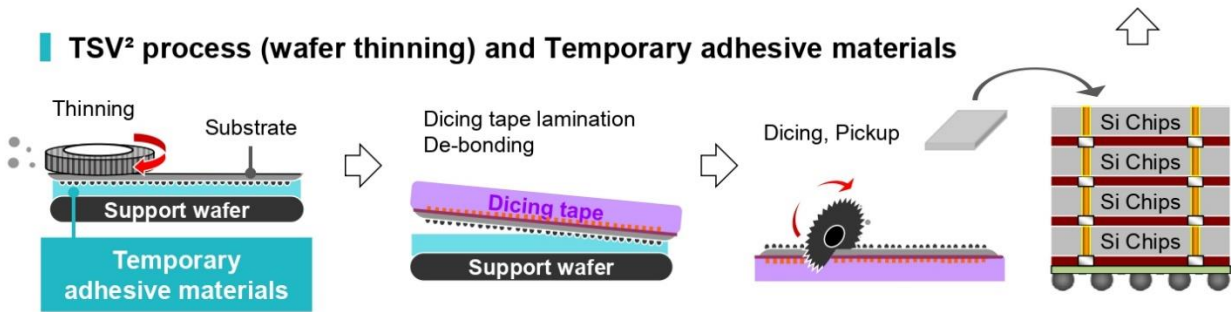 TSV² process (wafer thinning) and Temporary adhesive materials
Thinning
Substrate
Support wafer
Temporary
adhesive materials
Dicing tape lamination
De-bonding
Dicing tape
Support wafer
Dicing, Pickup
Si Chips
Si Chips
Si Chips
Si Chips